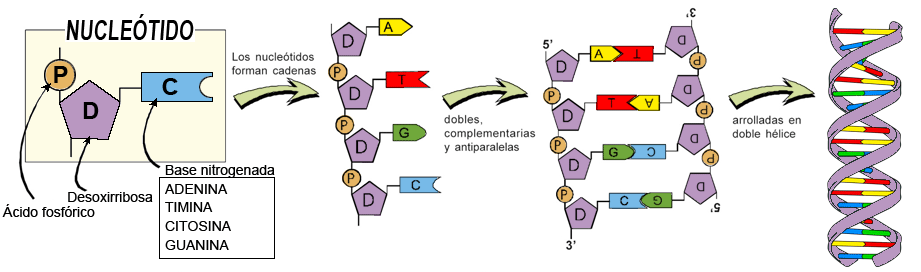 NUCLEÓTIDO
P
D
C
Ácido fosfórico
Desoxirribosa
Base nitrogenada
ADENINA
TIMINA
CITOSINA
GUANINA
Los nucleótidos
forman cadenas
D
A
P
D
T
P
D
G
P
D
C
dobles,
complementarias
y antiparalelas
5'
3'
D
A
T
D
P
P
D
T
A
D
P
P
D
G
C
D
P
P
D
C
G
D
3'
5'
arrolladas en
doble hélice